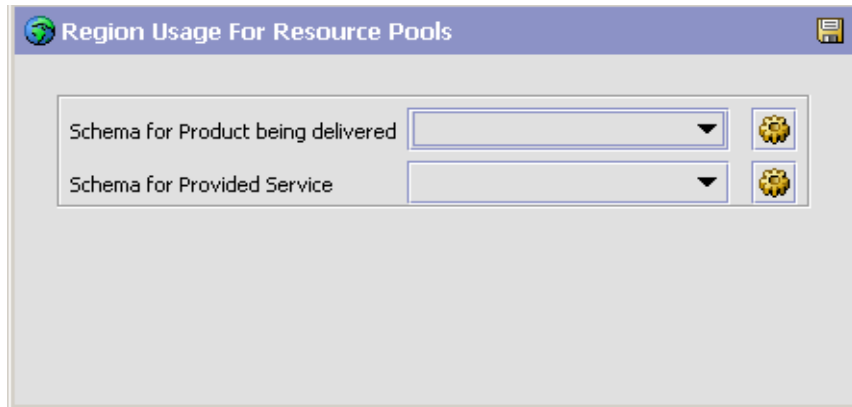 Region Usage For Resource Pools
Schema for Product being delivered
Schema for Provided Service